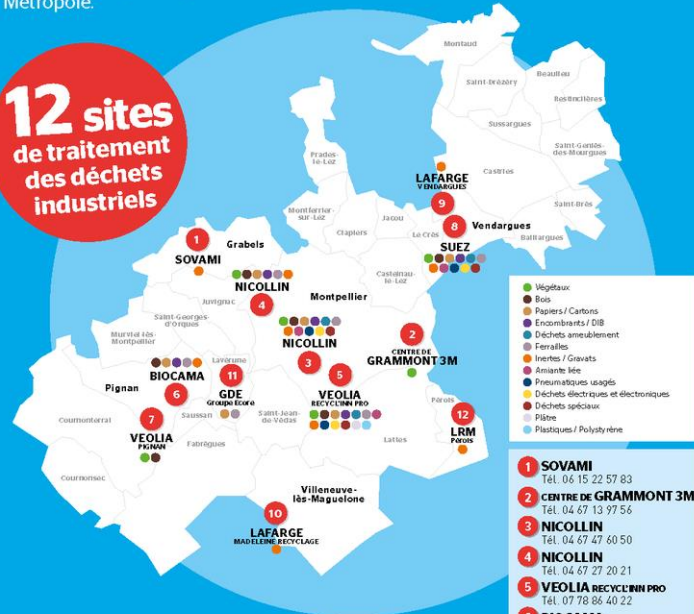 Métropole.
12 sites
de traitement
des déchets
industriels
Montaud
Saint-Drézéry
Beaulieu
Restinclières
Sussargues
Saint-Geniès-
des-Mourgues
Castries
Saint-Brès
Baillargues
Prades-
le-Lez
Montferrier-
sur-Lez
Clapiers
Jacou
Le Crès
Castelnau-
le-Lez
LAFARGE
VENDARGUES
9
8
Vendargues
SUEZ
1
Grabels
SOVAMI
NICOLLIN
4
Juvignac
Montpellier
Saint-Georges-
d'Orques
Murviel lès-
Montpellier
NICOLLIN
3
2
CENTRE DE
GRAMMONT 3M
BIOCAMA
6
Pignan
Lavérune
11
GDE
Groupe Ecore
5
VEOLIA
RECYCL'INN PRO
7
VEOLIA
PIGNAN
Cournonterral
Saussan
Saint-Jean-
de-Védas
Fabrègues
Cournonsec
Lattes
Pérols
12
LRM
Pérols
Villeneuve-
lès-Maguelone
10
LAFARGE
MADELEINE RECYCLAGE
Végétaux
Bois
Papiers / Cartons
Encombrants / DIB
Déchets ameublement
Ferrailles
Inertes / Gravats
Amiante liée
Pneumatiques usagés
Déchets électriques et électroniques
Déchets spéciaux
Plâtre
Plastiques / Polystyrène
1 SOVAMI
Tél. 06 15 22 57 83
2 CENTRE DE GRAMMONT 3M
Tél. 04 67 13 97 56
3 NICOLLIN
Tél. 04 67 47 60 50
4 NICOLLIN
Tél. 04 67 27 20 21
5 VEOLIA RECYCL'INN PRO
Tél. 07 78 86 40 22